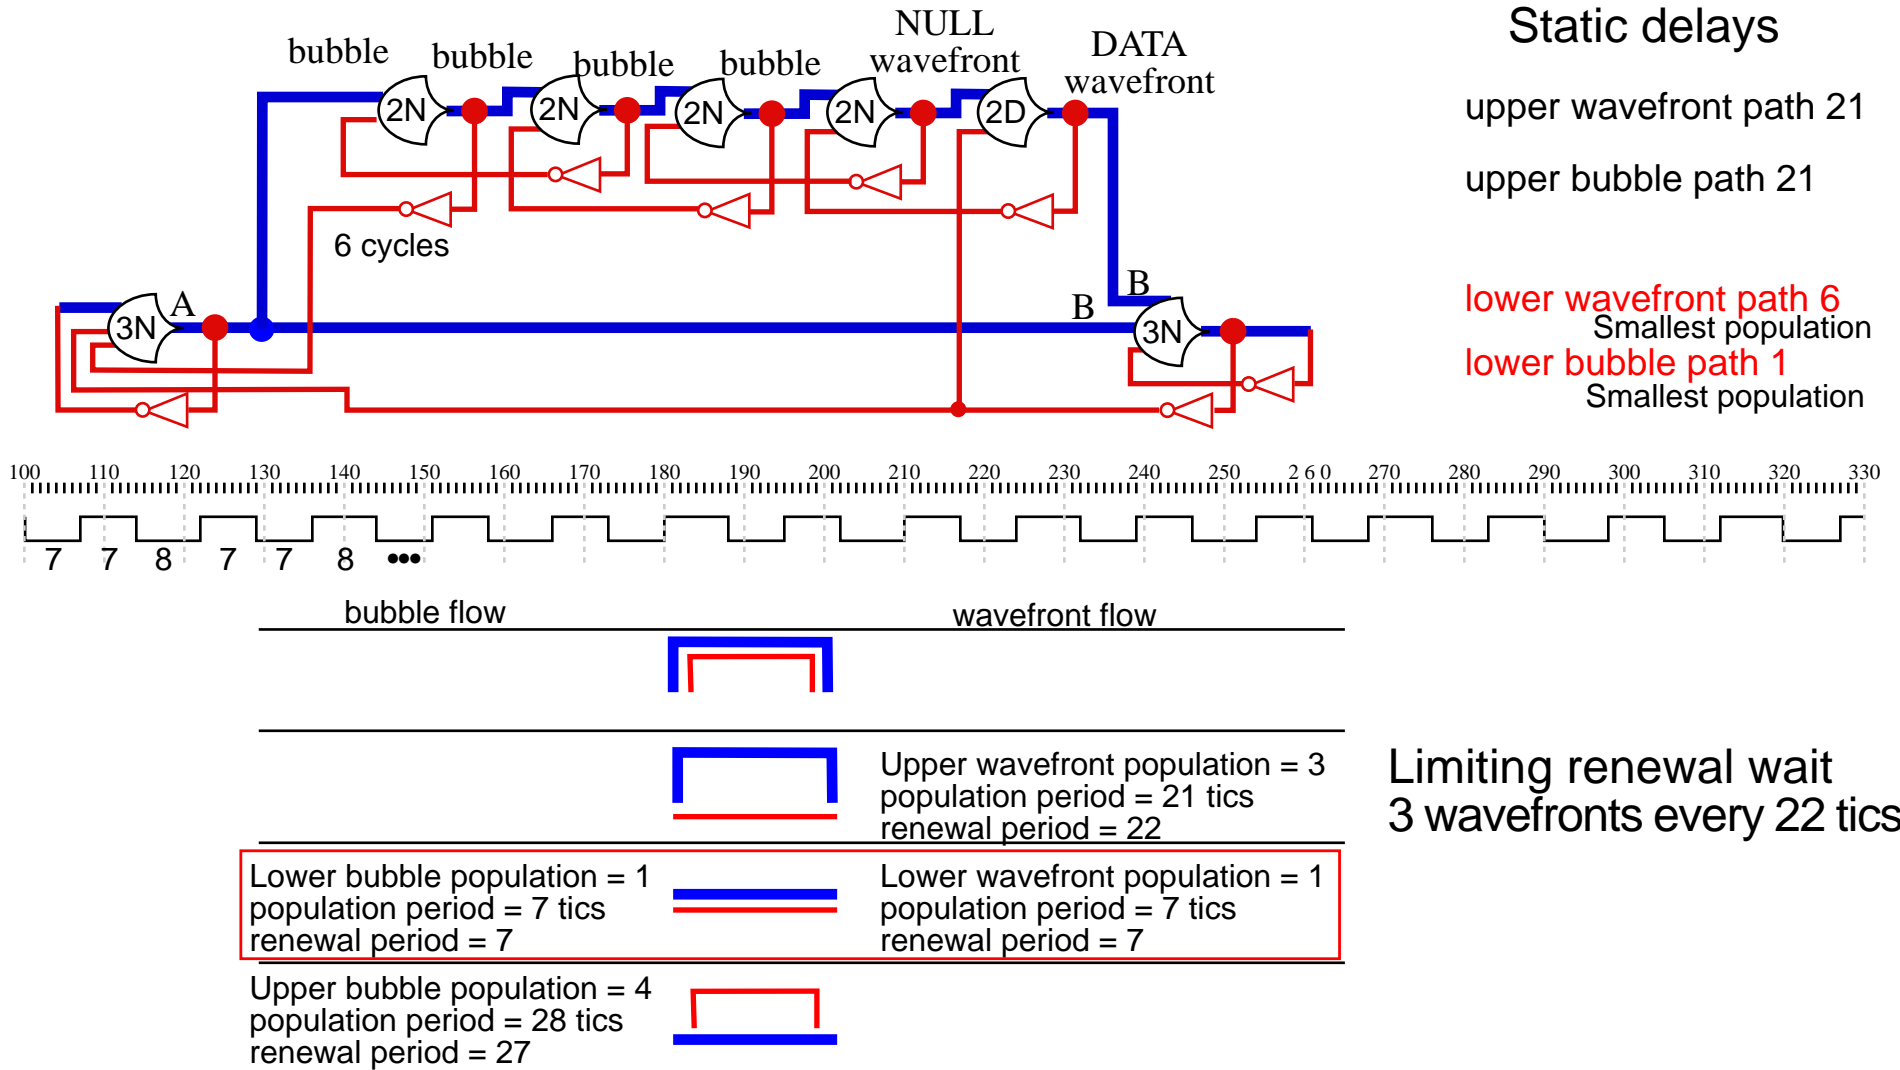 Static delays
upper wavefront path 21
upper bubble path 21
lower wavefront path 6
Smallest population
lower bubble path 1
Smallest population
bubble
bubble
bubble
bubble
NULL
wavefront
DATA
wavefront
2N
2N
2N
2N
2D
6 cycles
3N
A
B
B
3N
100 110 120 130 140 150 160 170 180 190 200 210 220 230 240 250 2 6 0 270 280 290 300 310 320 330
7 7 8 7 7 8 •••
bubble flow
wavefront flow
Upper wavefront population = 3
population period = 21 tics
renewal period = 22
Limiting renewal wait
3 wavefronts every 22 tics
Lower bubble population = 1
population period = 7 tics
renewal period = 7
Lower wavefront population = 1
population period = 7 tics
renewal period = 7
Upper bubble population = 4
population period = 28 tics
renewal period = 27